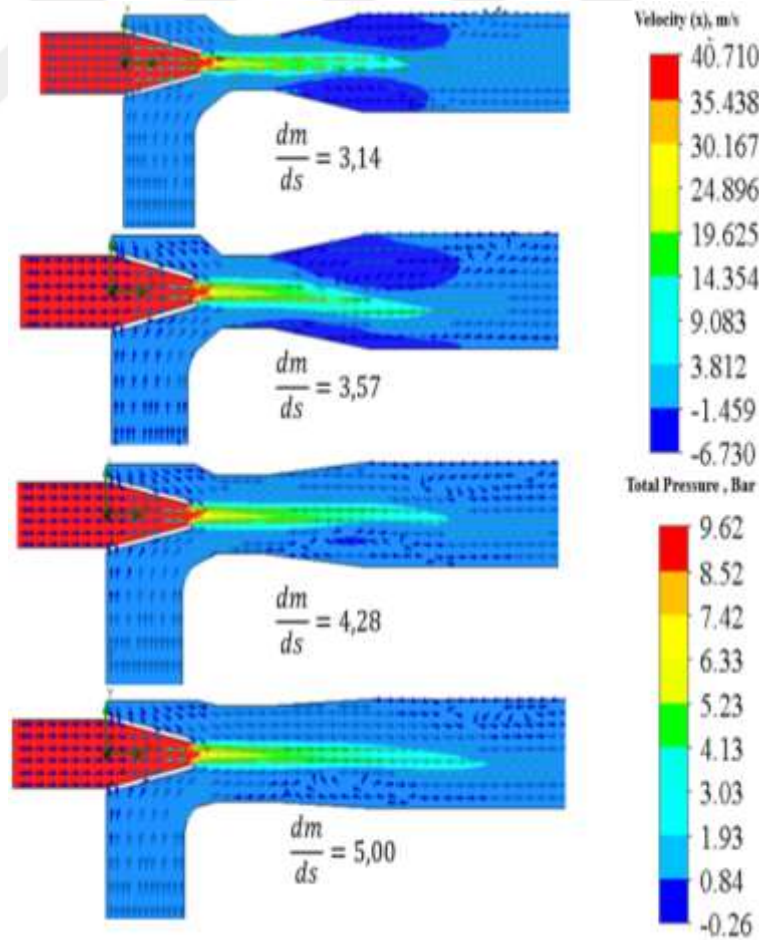 Velocity (x), m/s
40.710
35.438
30.167
24.896
19.625
14.354
9.083
3.812
-1.459
-6.730
dm
ds
= 3,14
dm
ds
= 3,57
dm
ds
= 4,28
dm
ds
= 5,00
Total Pressure , Bar
9.62
8.52
7.42
6.33
5.23
4.13
3.03
1.93
0.84
-0.26